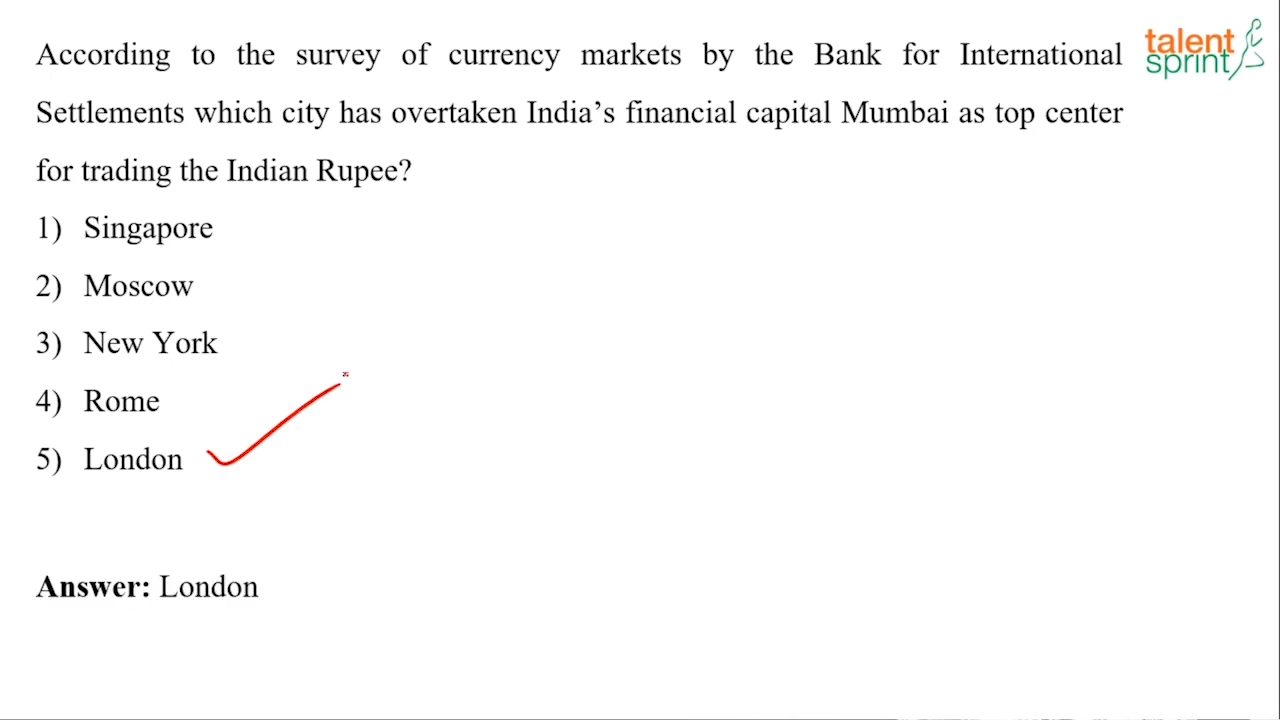 talent
sprint
According to the survey of currency markets by the Bank for International
Settlements which city has overtaken India’s financial capital Mumbai as top center
for trading the Indian Rupee?
1) Singapore
2) Moscow
3) New York
4) Rome
5) London
Answer: London